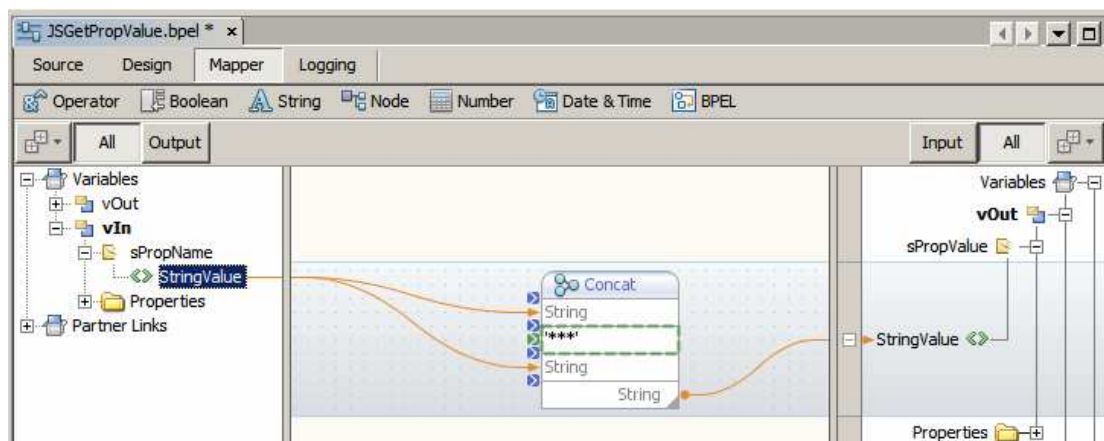 JSGetPropValue.bpel * x
Source Design Mapper Logging
Operator Boolean String Node Number Date & Time BPEL
All Output Input All
Variables Variables
vOut vOut
vIn
sPropName sPropValue
StringValue Concat
Properties String
Partner Links '***' StringValue
String
String
Properties